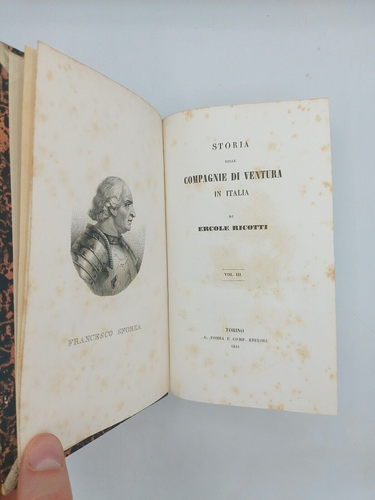 FRANCESCO SFORZA
STORIA
DELLE
COMPAGNIE DI VENTURA
IN ITALIA
DI
ERCOLE RICOTTI
VOL. III.
TORINO
G. POMBA E COMP. EDITORI